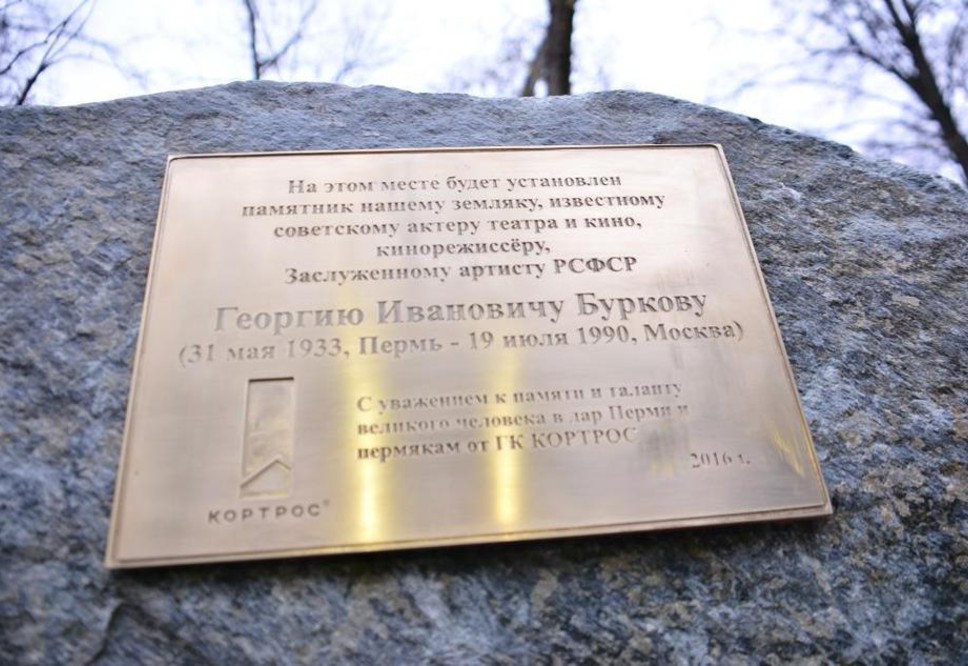 На этом месте будет установлен
памятник нашему земляку, известному
советскому актеру театра и кино,
кинорежиссёру,
Заслуженному артисту РСФСР
Георгию Ивановичу Буркову
(31 мая 1933, Пермь - 19 июля 1990, Москва)
С уважением к памяти и таланту
великого человека в дар Перми и
пермякам от ГК КОРТРОС
2016 г.
КОРТРОС®